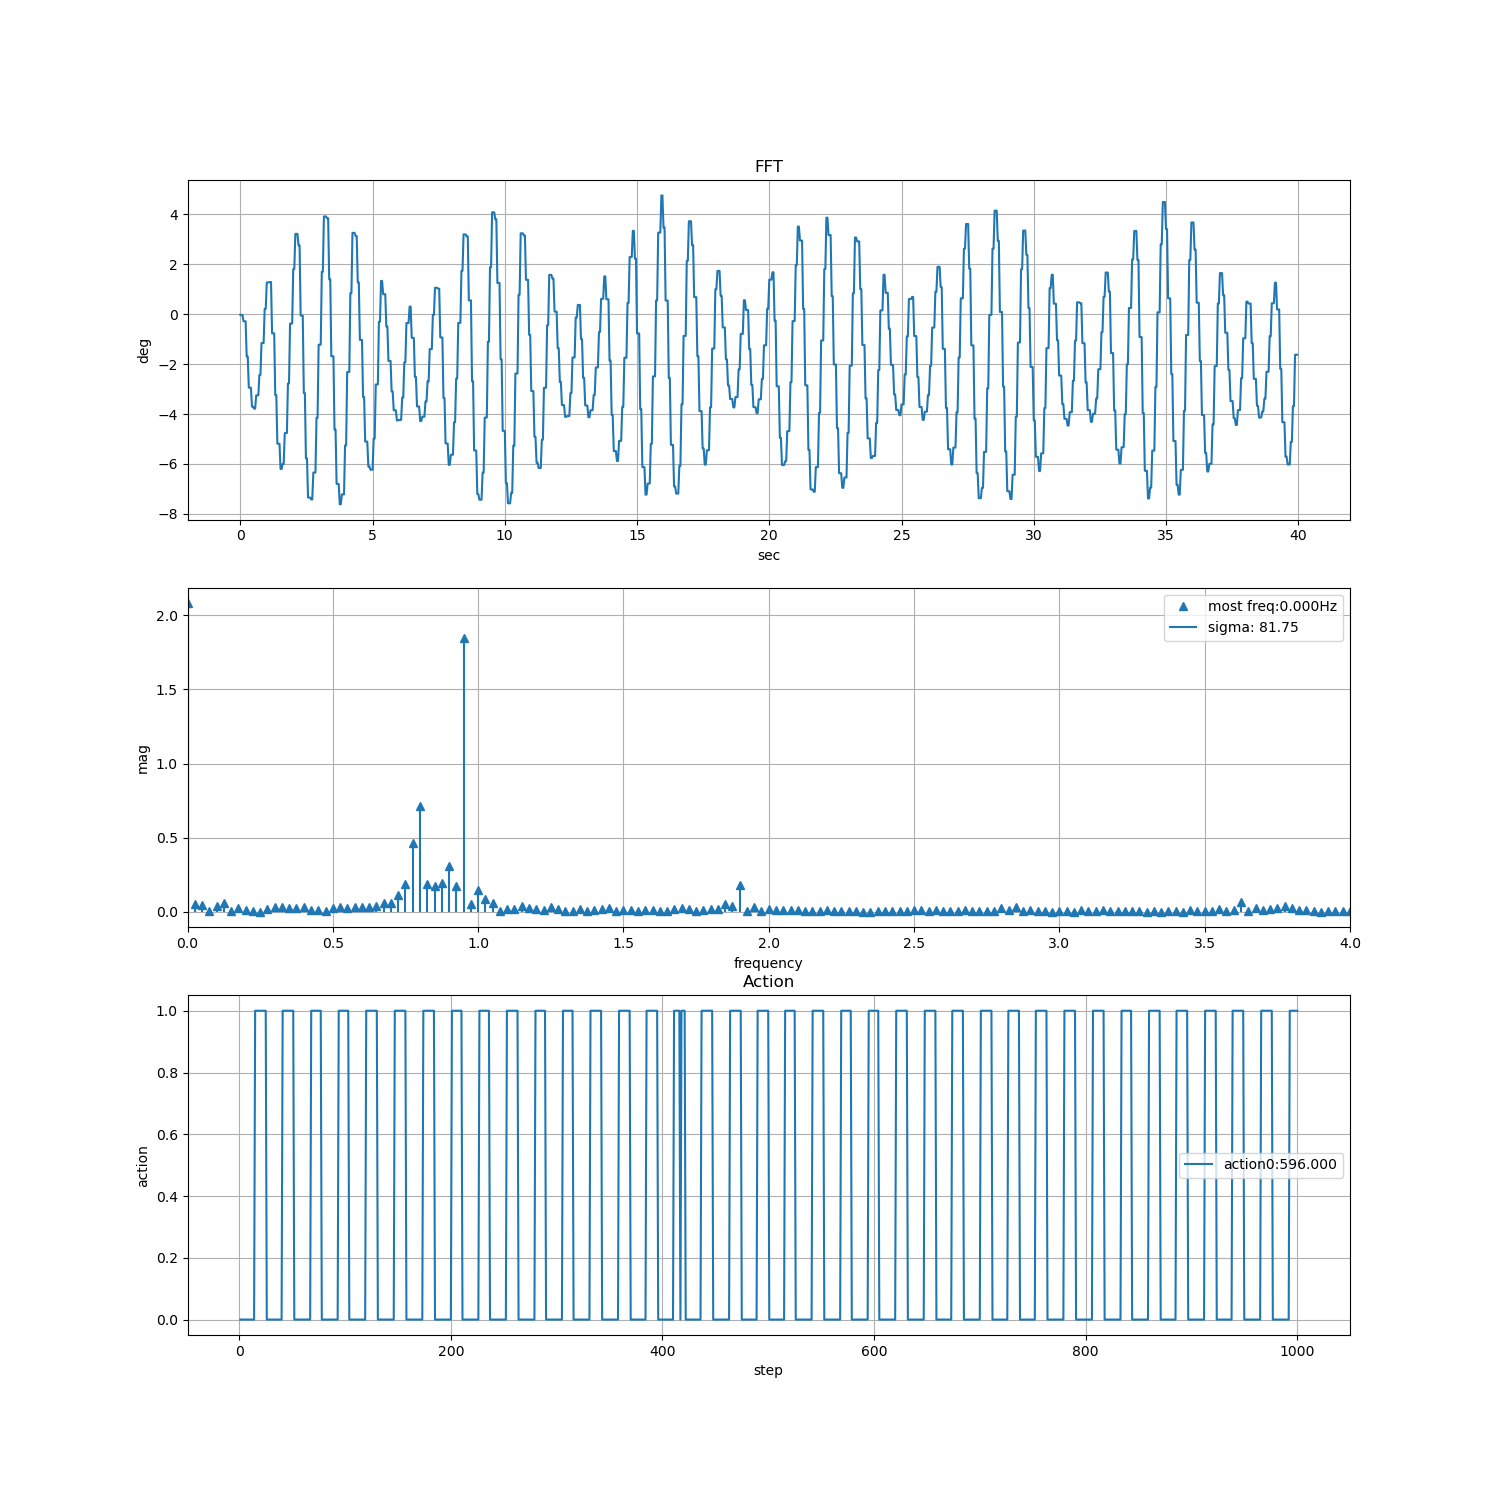 FFT
4
2
0
−2
−4
−6
−8
deg
0 5 10 15 20 25 30 35 40
sec
2.0
1.5
1.0
0.5
0.0
mag
most freq:0.000Hz
sigma: 81.75
0.0 0.5 1.0 1.5 2.0 2.5 3.0 3.5 4.0
frequency
Action
1.0
0.8
0.6
0.4
0.2
0.0
action
action0:596.000
0 200 400 600 800 1000
step